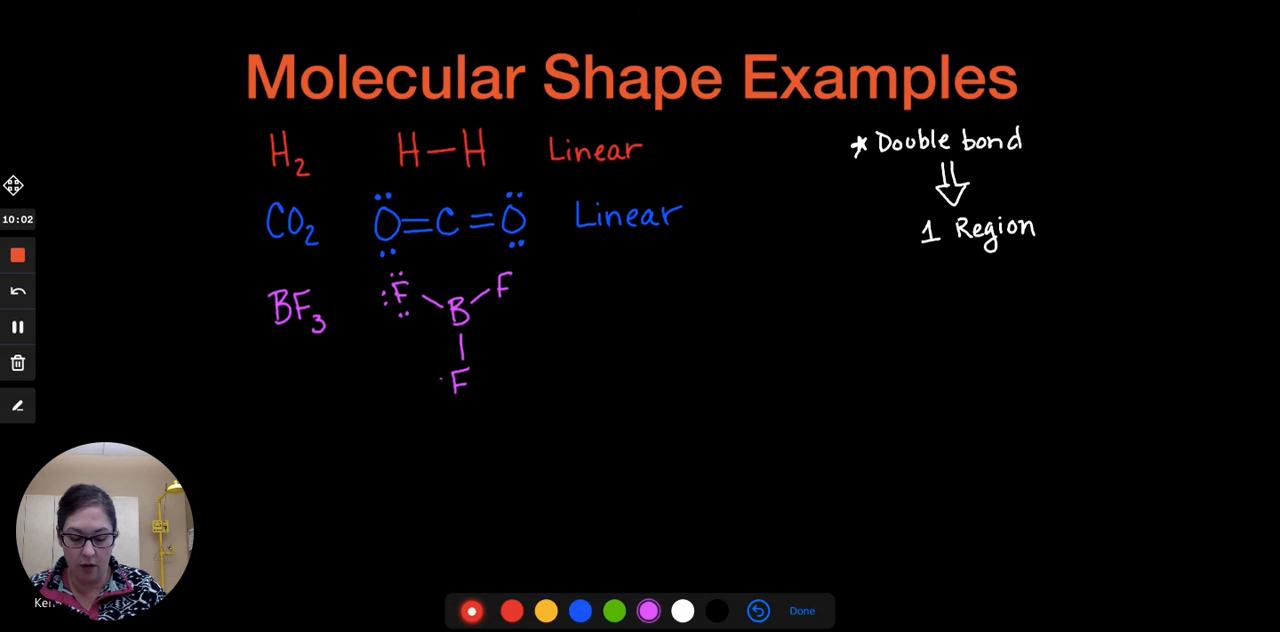 Molecular Shape Examples
H₂ H—H Linear
CO₂ O=C=O Linear
BF₃ F B F
F
* Double bond
1 Region
10:02
Done